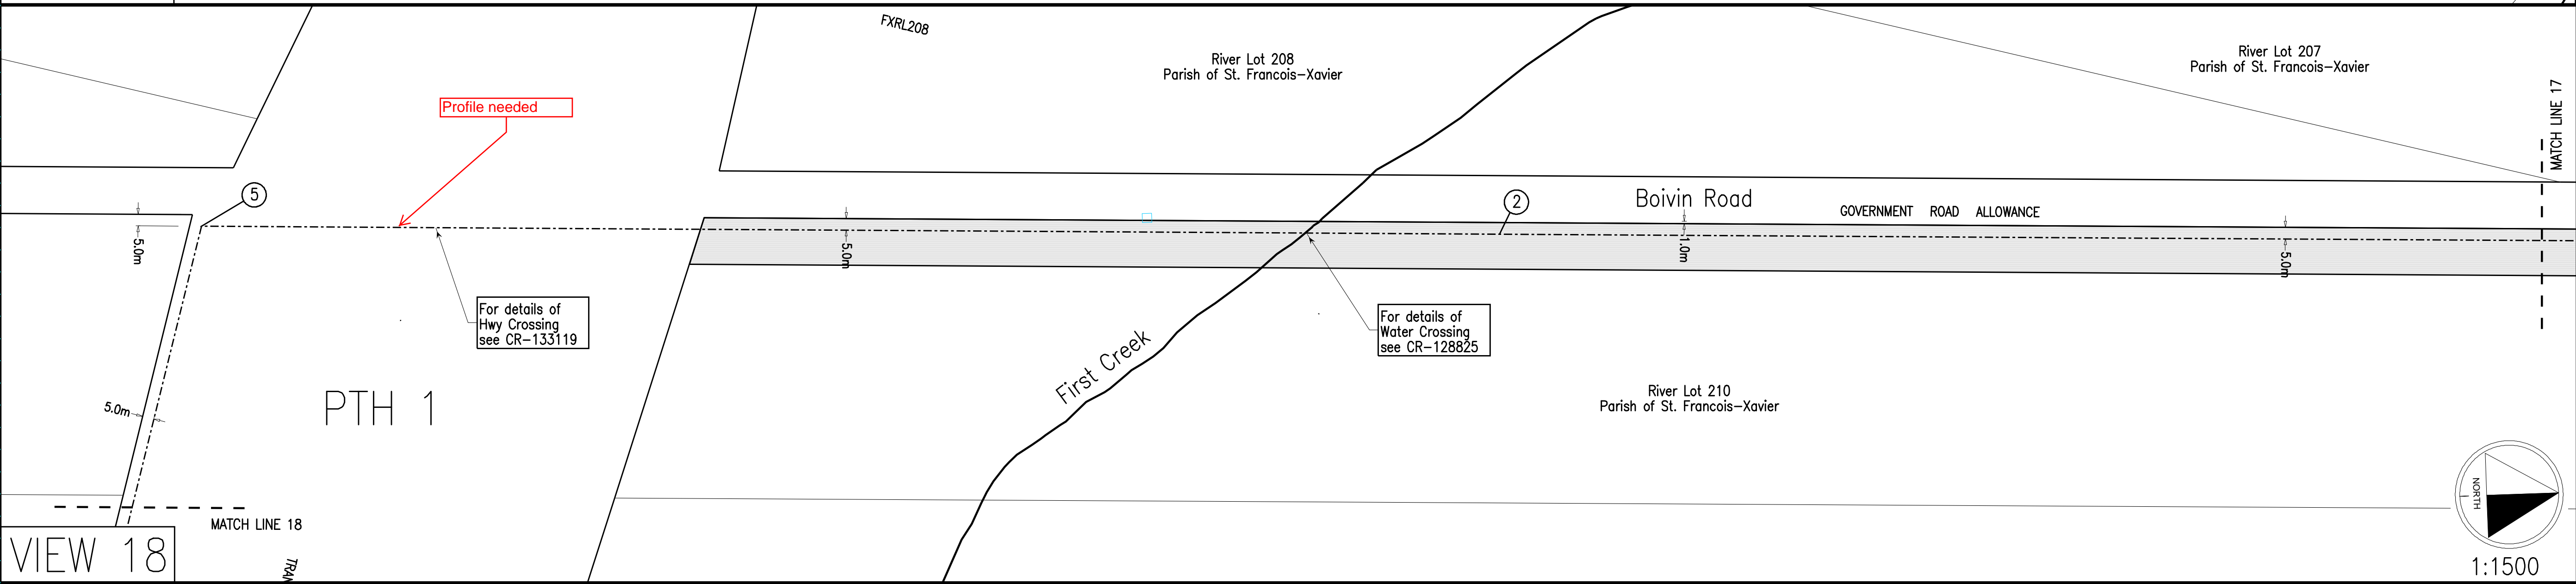 FXRL208
River Lot 208
Parish of St. Francois-Xavier
River Lot 207
Parish of St. Francois-Xavier
MATCH LINE 17
Profile needed
5
2
Boivin Road
GOVERNMENT ROAD ALLOWANCE
5.0m
5.0m
1.0m
5.0m
For details of
Hwy Crossing
see CR-133119
For details of
Water Crossing
see CR-128825
First Creek
PTH 1
5.0m
River Lot 210
Parish of St. Francois-Xavier
NORTH
MATCH LINE 18
VIEW 18
TRAN
1:1500